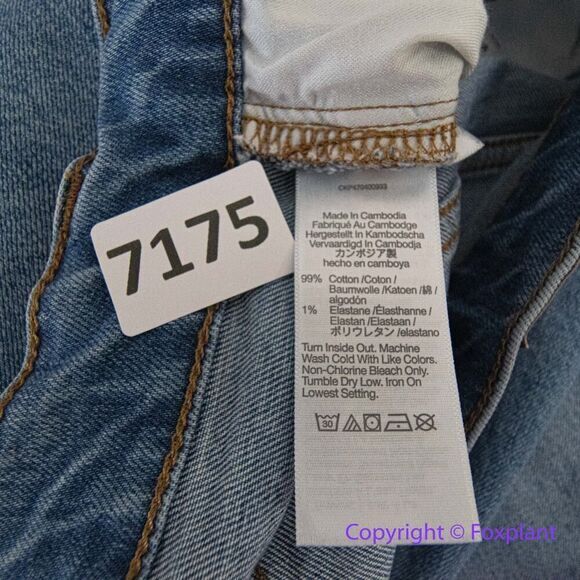 7175
CKP470400933
Made In Cambodia
Fabriqué Au Cambodge
Hergestellt In Kambodscha
Vervaardigd In Cambodja
カンボジア製
hecho en camboya
99% Cotton /Coton/
Baumwolle /Katoen /綿 /
algodón
1% Elastane /Élasthanne/
Elastan /Elastaan/
ポリウレタン /elastano
Turn Inside Out. Machine
Wash Cold With Like Colors.
Non-Chlorine Bleach Only.
Tumble Dry Low. Iron On
Lowest Setting.
30
Copyright © Foxplant